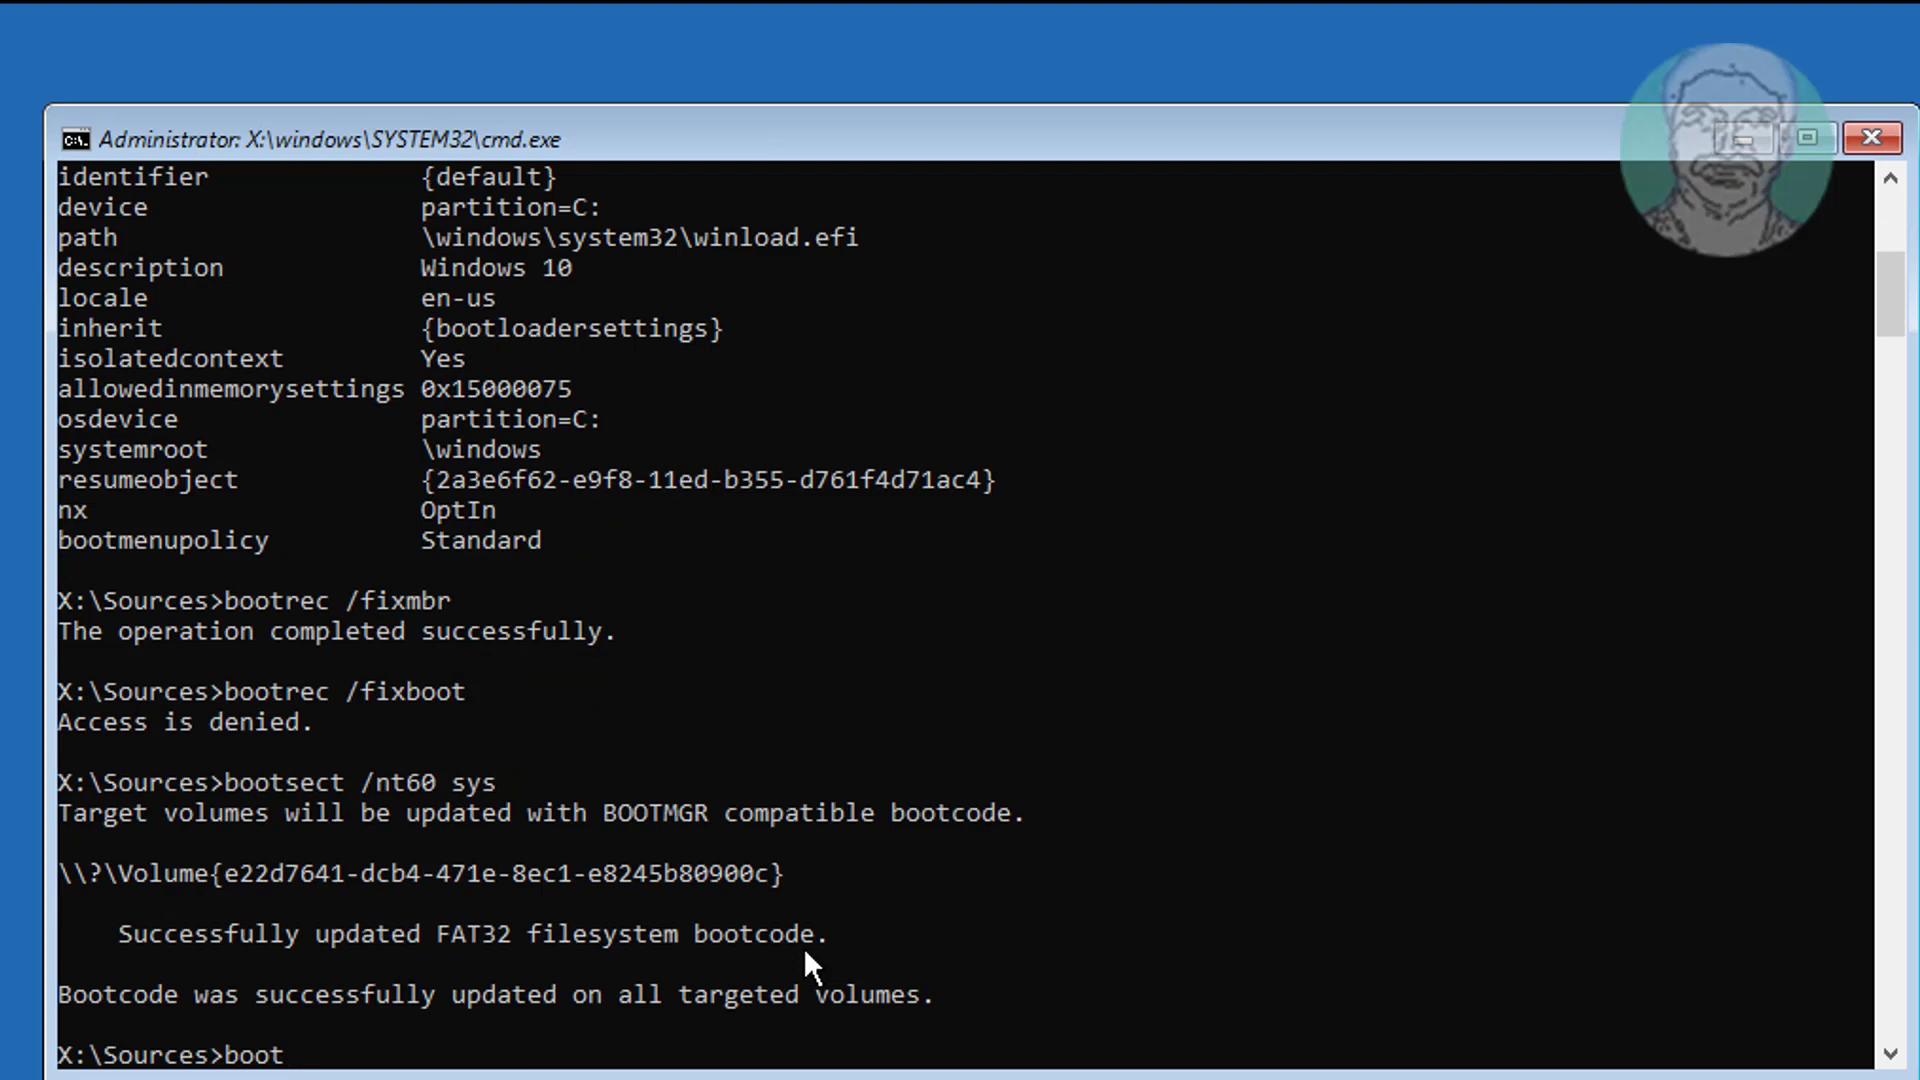 Administrator: X:\windows\SYSTEM32\cmd.exe
identifier {default}
device partition=C:
path \windows\system32\winload.efi
description Windows 10
locale en-us
inherit {bootloadersettings}
isolatedcontext Yes
allowedinmemorysettings 0x15000075
osdevice partition=C:
systemroot \windows
resumeobject {2a3e6f62-e9f8-11ed-b355-d761f4d71ac4}
nx OptIn
bootmenupolicy Standard
X:\Sources>bootrec /fixmbr
The operation completed successfully.
X:\Sources>bootrec /fixboot
Access is denied.
X:\Sources>bootsect /nt60 sys
Target volumes will be updated with BOOTMGR compatible bootcode.
\\?\Volume{e22d7641-dcb4-471e-8ec1-e8245b80900c}
Successfully updated FAT32 filesystem bootcode.
Bootcode was successfully updated on all targeted volumes.
X:\Sources>boot